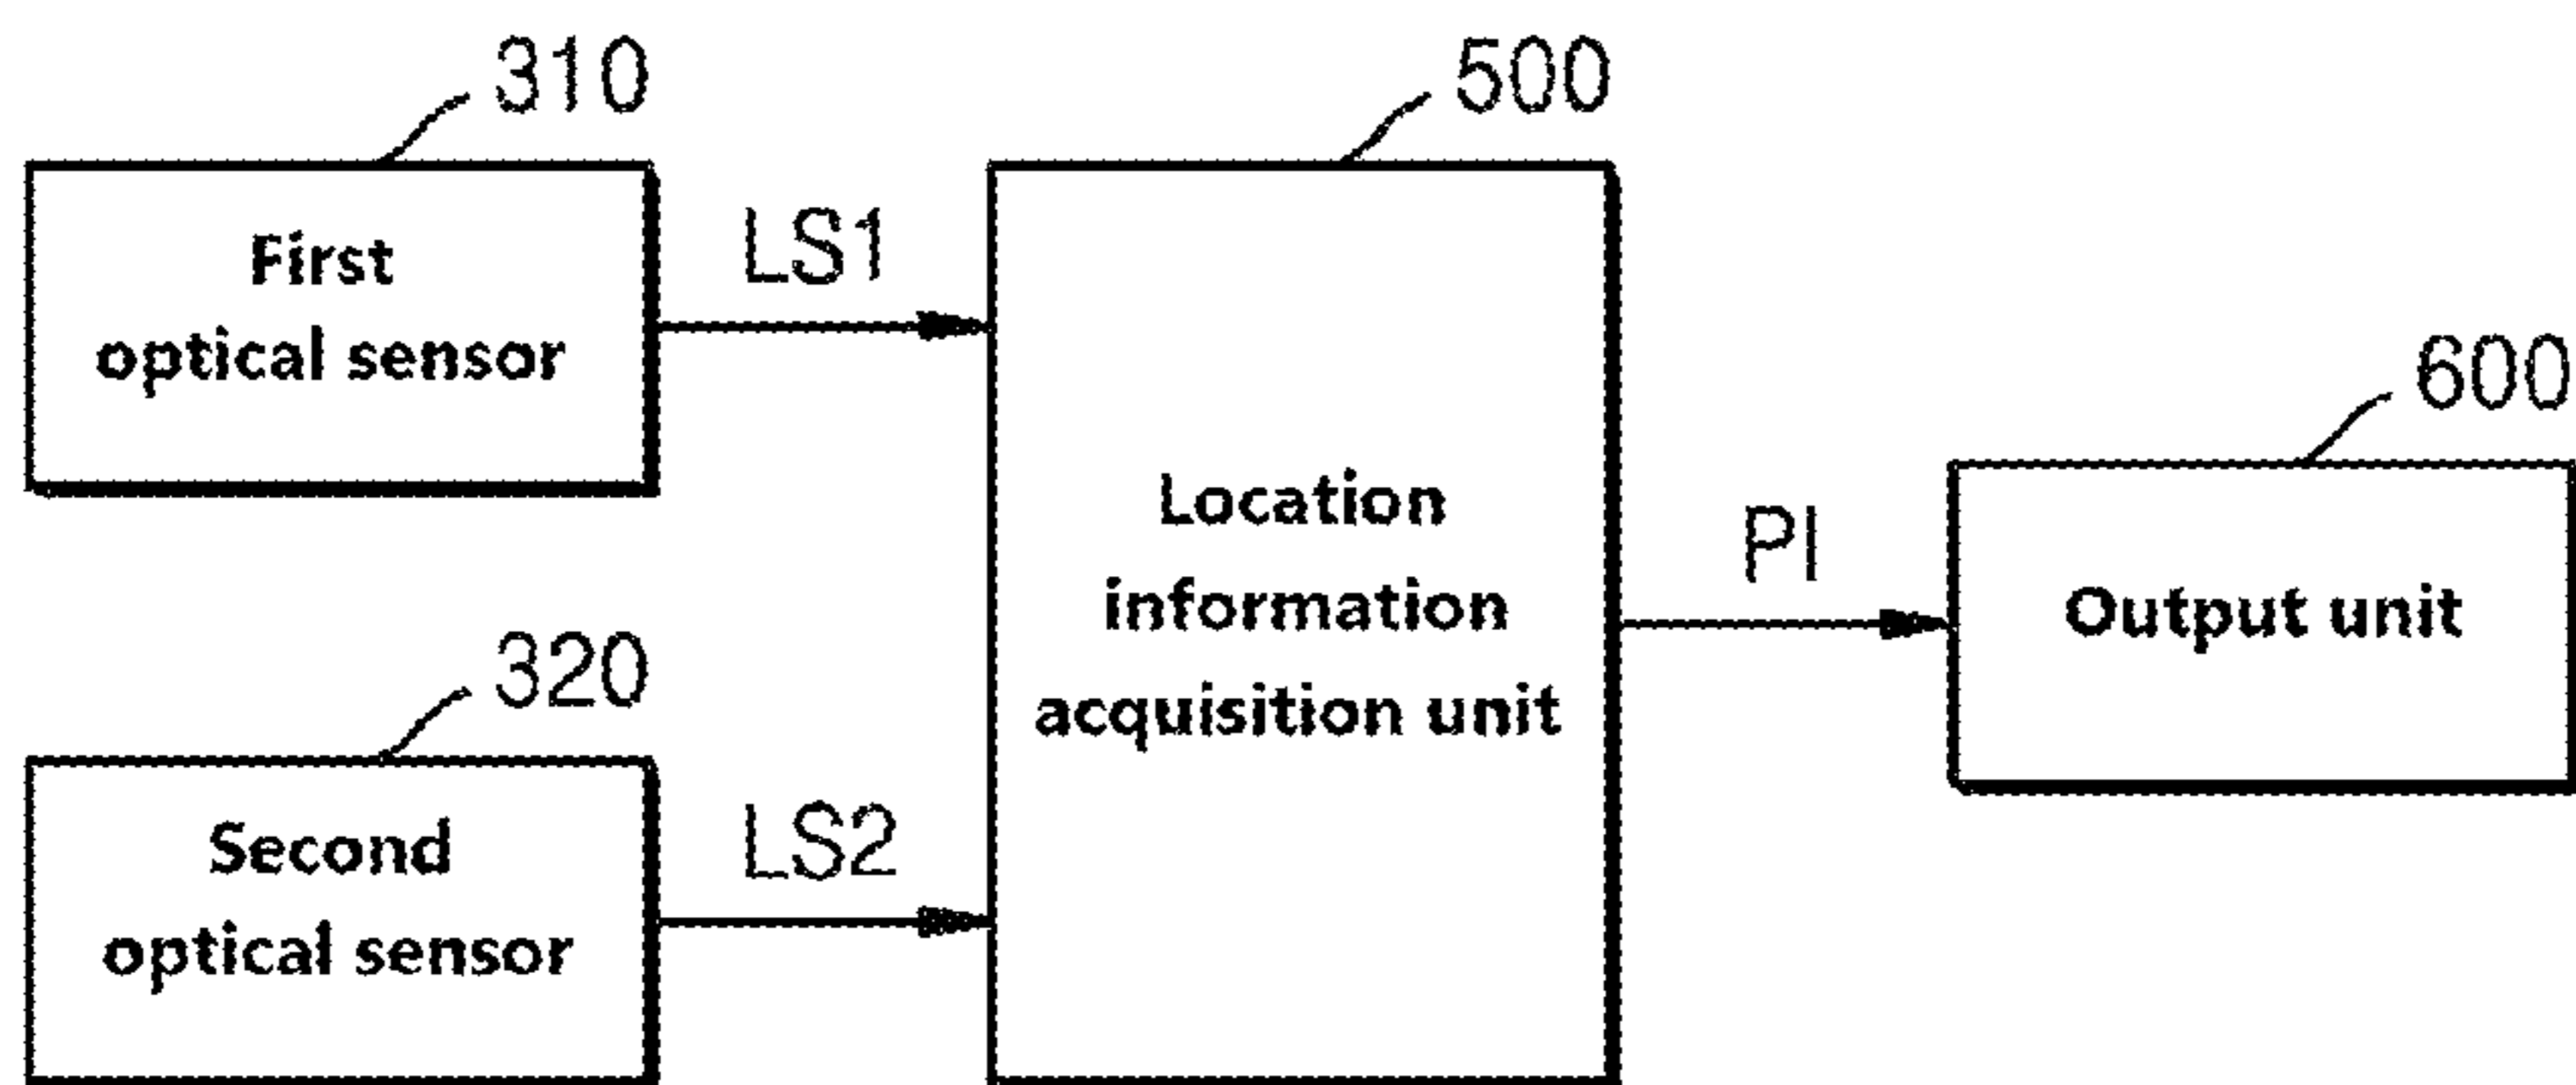 310
First
optical sensor
LS1
500
Location
information
acquisition unit
320
Second
optical sensor
LS2
PI
600
Output unit